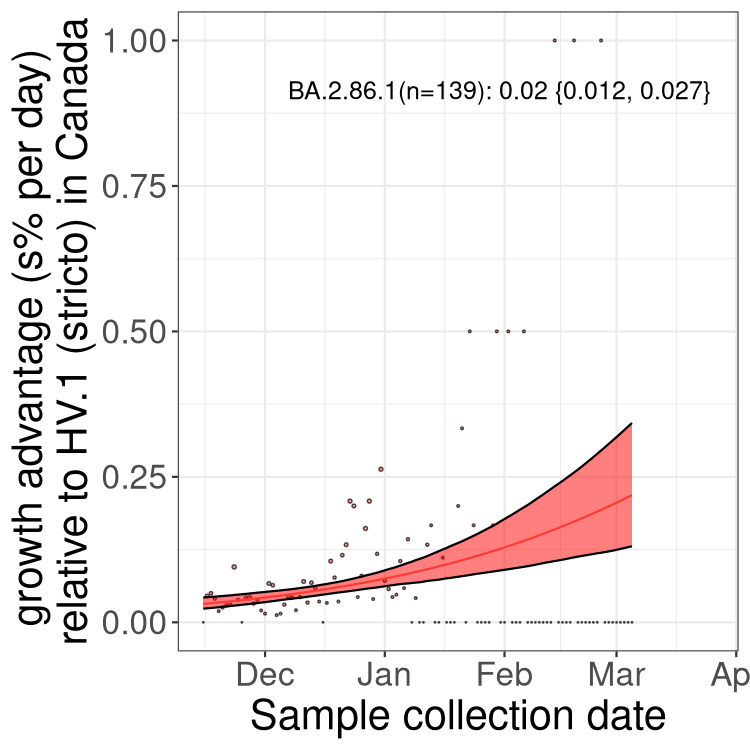 growth advantage (s% per day)
relative to HV.1 (stricto) in Canada
1.00
BA.2.86.1(n=139): 0.02 {0.012, 0.027}
0.75
0.50
0.25
0.00
Dec Jan Feb Mar Ap
Sample collection date